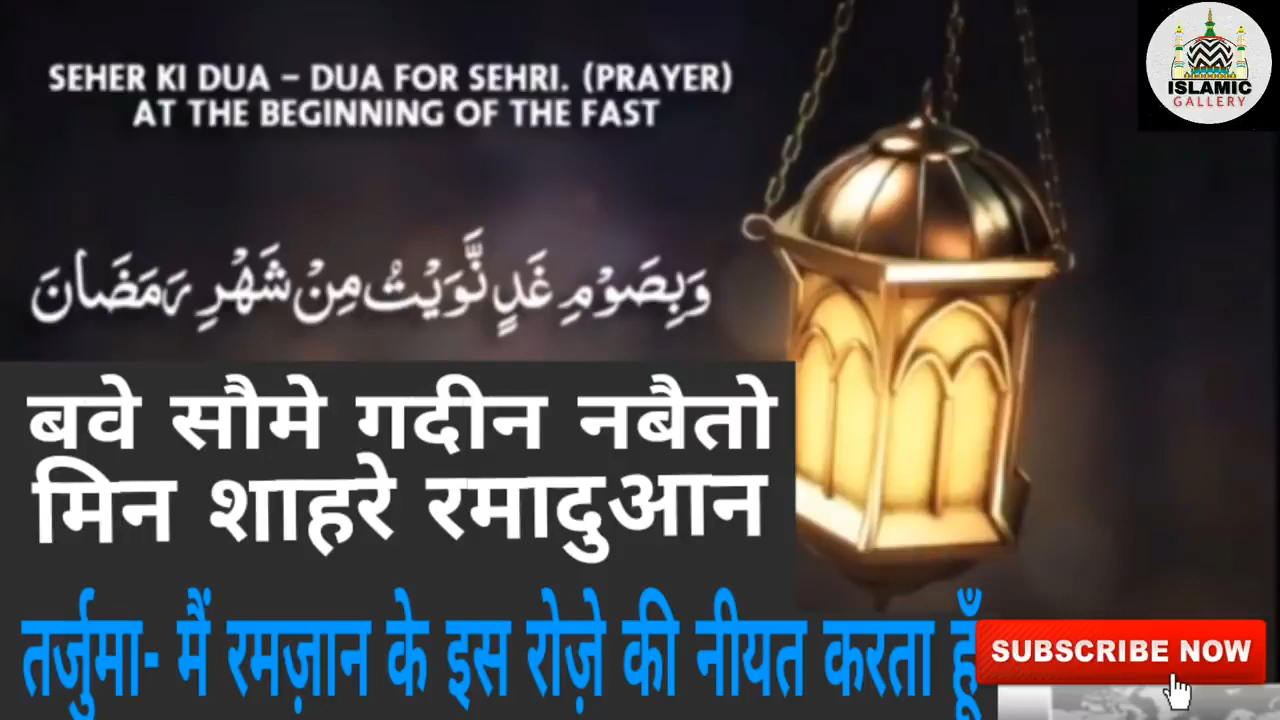 SEHER KI DUA – DUA FOR SEHRI. (PRAYER)
AT THE BEGINNING OF THE FAST
ISLAMIC
GALLERY
وَبِصَوْمِ غَدٍ نَّوَيْتُ مِنْ شَهْرِ رَمَضَانَ
बवे सौमे गदीन नबैतो
मिन शाहरे रमादुआन
तर्जुमा- मैं रमज़ान के इस रोज़े की नीयत करता हूँ
SUBSCRIBE NOW